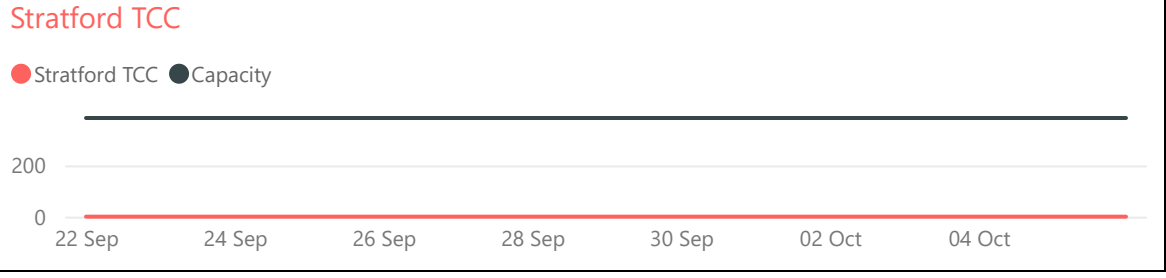 Stratford TCC
Stratford TCC Capacity
200
0
22 Sep 24 Sep 26 Sep 28 Sep 30 Sep 02 Oct 04 Oct